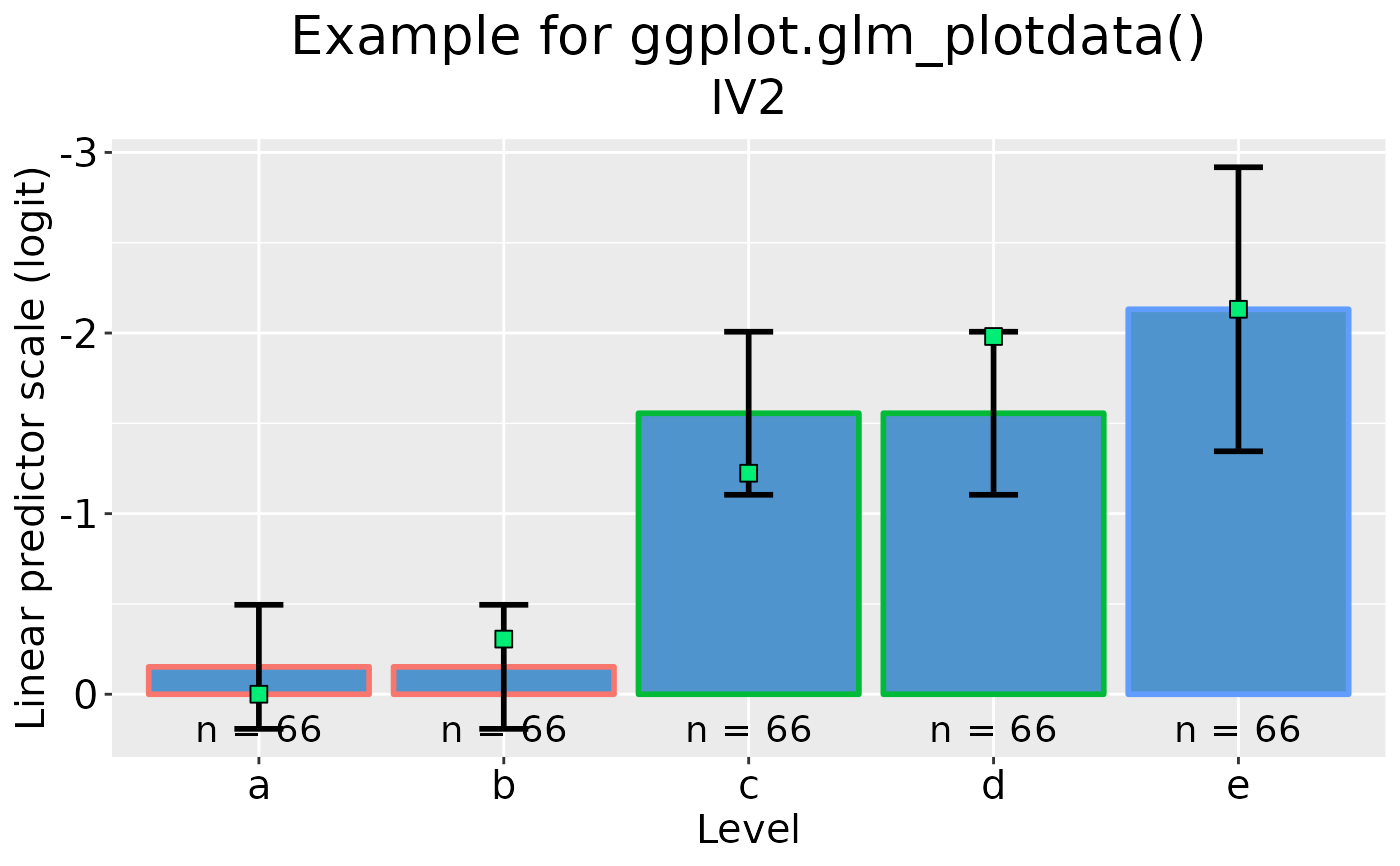 Example for ggplot.glm_plotdata()
IV2
Linear predictor scale (logit)
-3
-2
-1
0
n = 66
n = 66
n = 66
n = 66
n = 66
a
b
c
d
e
Level